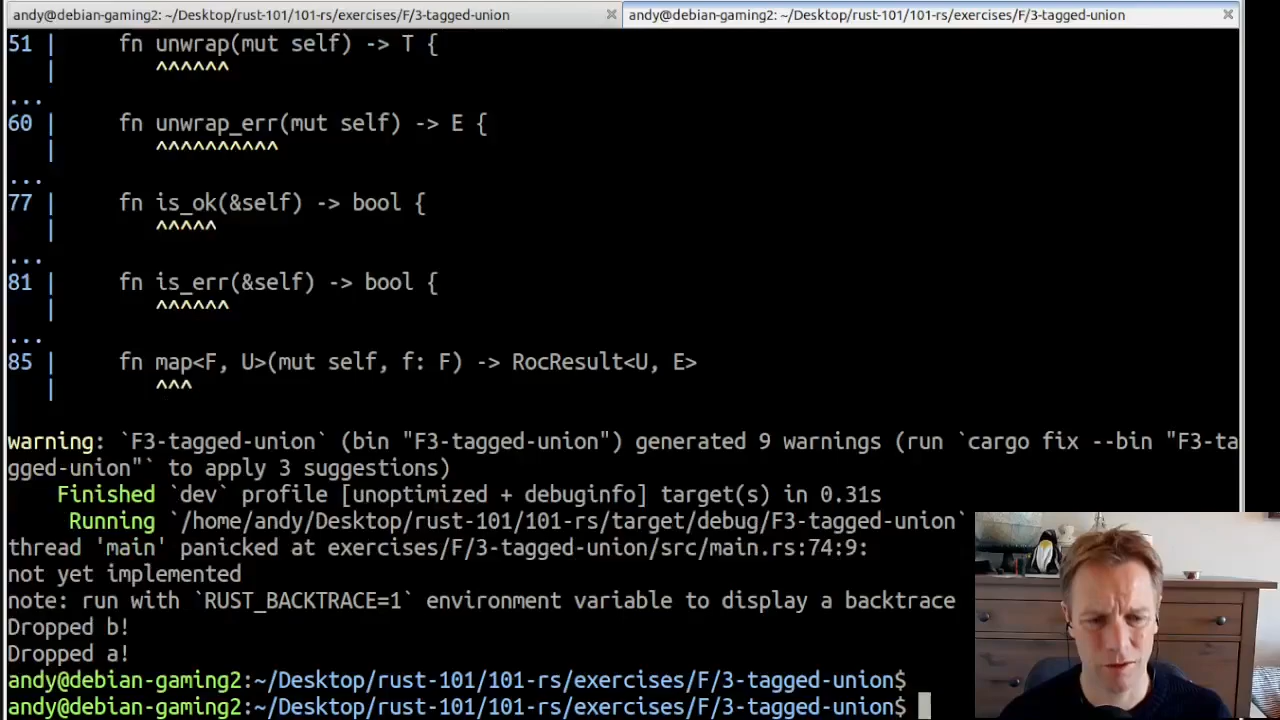 andy@debian-gaming2: ~/Desktop/rust-101/101-rs/exercises/F/3-tagged-union
andy@debian-gaming2: ~/Desktop/rust-101/101-rs/exercises/F/3-tagged-union
51 |     fn unwrap(mut self) -> T {
   |        ^^^^^^
...
60 |     fn unwrap_err(mut self) -> E {
   |        ^^^^^^^^^^
...
77 |     fn is_ok(&self) -> bool {
   |        ^^^^^
...
81 |     fn is_err(&self) -> bool {
   |        ^^^^^^
...
85 |     fn map<F, U>(mut self, f: F) -> RocResult<U, E>
   |        ^^^
warning: `F3-tagged-union` (bin "F3-tagged-union") generated 9 warnings (run `cargo fix --bin "F3-ta
gged-union"` to apply 3 suggestions)
    Finished `dev` profile [unoptimized + debuginfo] target(s) in 0.31s
     Running `/home/andy/Desktop/rust-101/101-rs/target/debug/F3-tagged-union`
thread 'main' panicked at exercises/F/3-tagged-union/src/main.rs:74:9:
not yet implemented
note: run with `RUST_BACKTRACE=1` environment variable to display a backtrace
Dropped b!
Dropped a!
andy@debian-gaming2:~/Desktop/rust-101/101-rs/exercises/F/3-tagged-union$
andy@debian-gaming2:~/Desktop/rust-101/101-rs/exercises/F/3-tagged-union$